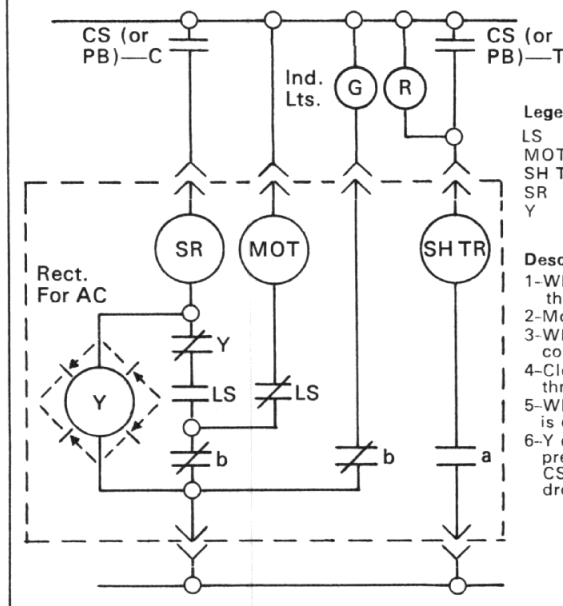 CS (or
PB)—C
CS (or
PB)—T
Ind.
Lts.
G
R
SR
MOT
SH TR
Rect.
For AC
Y
Y
LS
LS
b
b
a
Lege
LS
MOT
SH T
SR
Y
Desc
1-Wh
th
2-Mo
3-Wh
co
4-Clo
thr
5-Wh
is
6-Y
pre
CS
dro